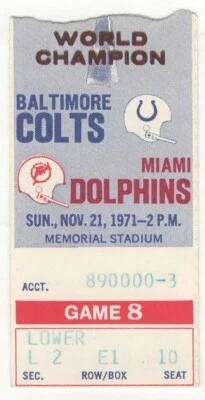 WORLD
CHAMPION
BALTIMORE
COLTS
MIAMI
DOLPHINS
SUN., NOV. 21, 1971—2 P.M.
MEMORIAL STADIUM
ACCT. 890000-3
GAME 8
LOWER
L 2 E1 10
SEC. ROW/BOX SEAT